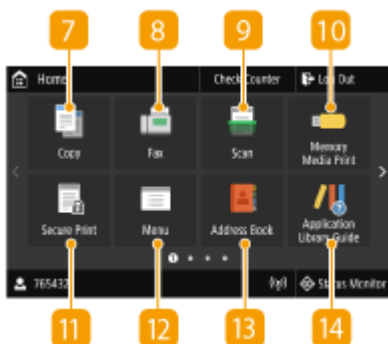 7 8 9 10
Home Check Counter Log Out
Copy Fax Scan Memory
Media Print
Secure Print Menu Address Book Application
Library Guide
765432 Status Monitor
11 12 13 14